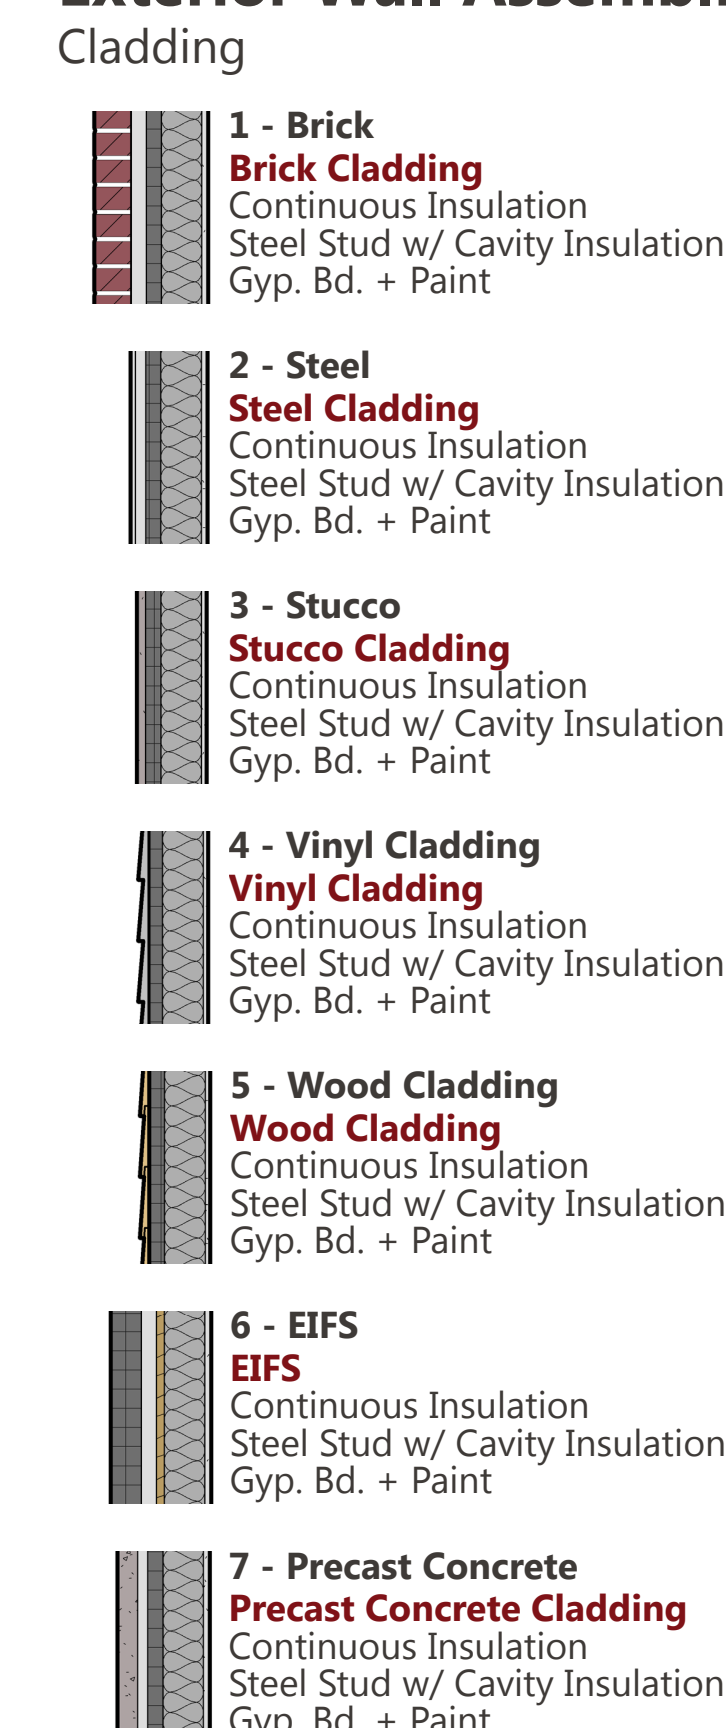 Exterior Wall
Cladding
1 - Brick
Brick Cladding
Continuous Insulation
Steel Stud w/ Cavity Insulation
Gyp. Bd. + Paint
2 - Steel
Steel Cladding
Continuous Insulation
Steel Stud w/ Cavity Insulation
Gyp. Bd. + Paint
3 - Stucco
Stucco Cladding
Continuous Insulation
Steel Stud w/ Cavity Insulation
Gyp. Bd. + Paint
4 - Vinyl Cladding
Vinyl Cladding
Continuous Insulation
Steel Stud w/ Cavity Insulation
Gyp. Bd. + Paint
5 - Wood Cladding
Wood Cladding
Continuous Insulation
Steel Stud w/ Cavity Insulation
Gyp. Bd. + Paint
6 - EIFS
EIFS
Continuous Insulation
Steel Stud w/ Cavity Insulation
Gyp. Bd. + Paint
7 - Precast Concrete
Precast Concrete Cladding
Continuous Insulation
Steel Stud w/ Cavity Insulation
Gyp. Bd. + Paint